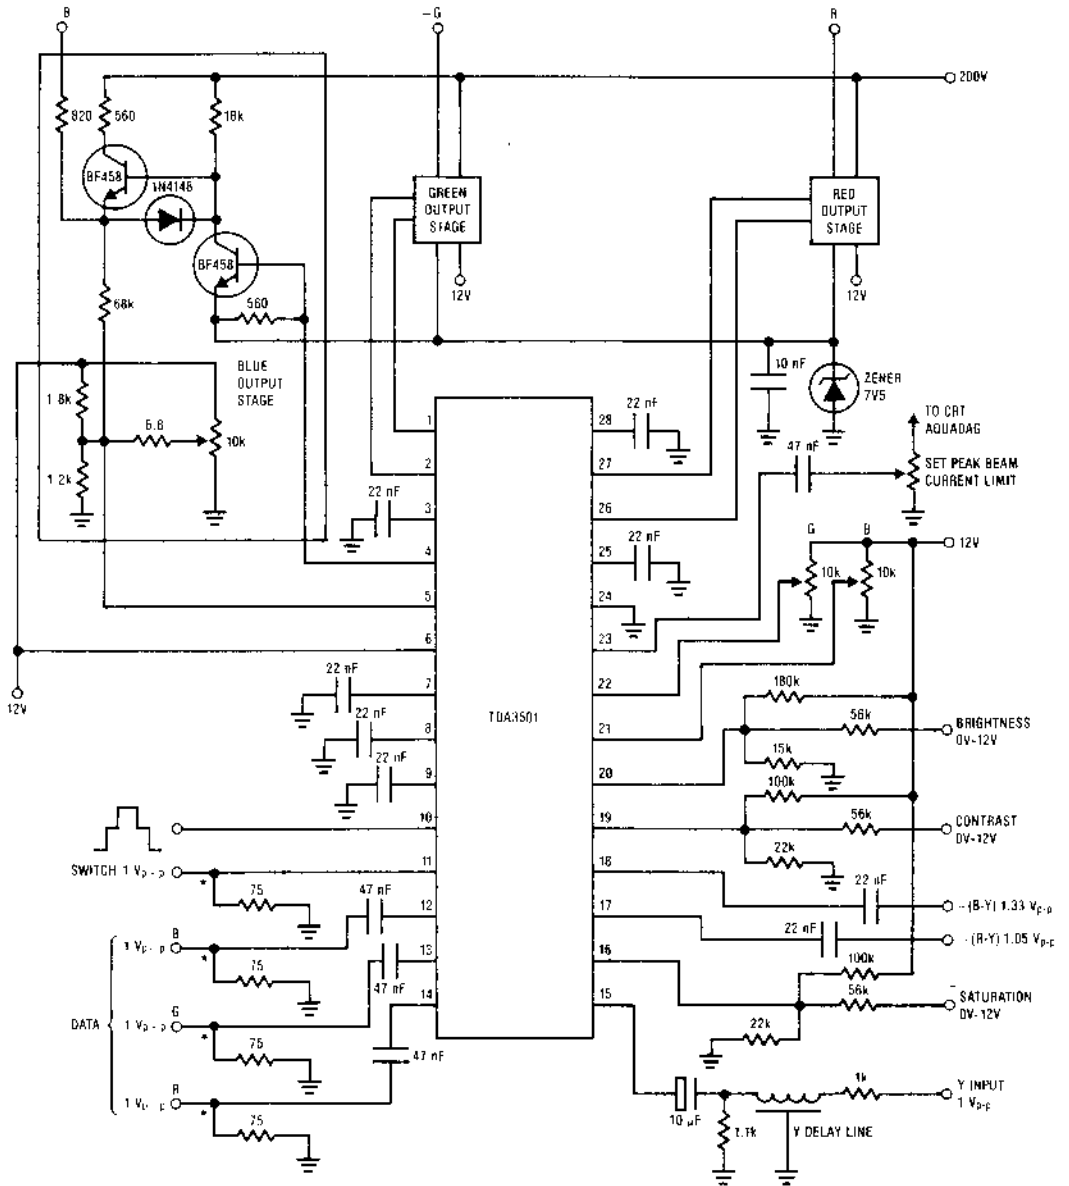 B
–G
R
200V
820
560
18k
BF458
1N4148
GREEN
OUTPUT
STAGE
RED
OUTPUT
STAGE
BF458
12V
12V
68k
560
BLUE
OUTPUT
STAGE
10 nF
ZENER
7V5
1.8k
6.8
10k
1.2k
22 nF
TO CRT
AQUADAG
47 nF
SET PEAK BEAM
CURRENT LIMIT
1
28
2
27
22 nF
3
26
G
B
12V
22 nF
4
25
10k
10k
5
24
6
23
12V
22 nF
7
22
180k
22 nF
TDA3501
8
21
56k
BRIGHTNESS
0V-12V
22 nF
9
20
15k
100k
10
19
56k
CONTRAST
0V-12V
22k
SWITCH 1 Vp-p
*
11
18
75
47 nF
22 nF
–(B-Y) 1.33 Vp-p
12
17
B
1 Vp-p
*
22 nF
–(R-Y) 1.05 Vp-p
13
16
47 nF
75
100k
14
15
56k
SATURATION
0V-12V
G
DATA
1 Vp-p
*
22k
75
47 nF
R
1 Vp-p
*
1k
Y INPUT
1 Vp-p
10 µF
Y DELAY LINE
75